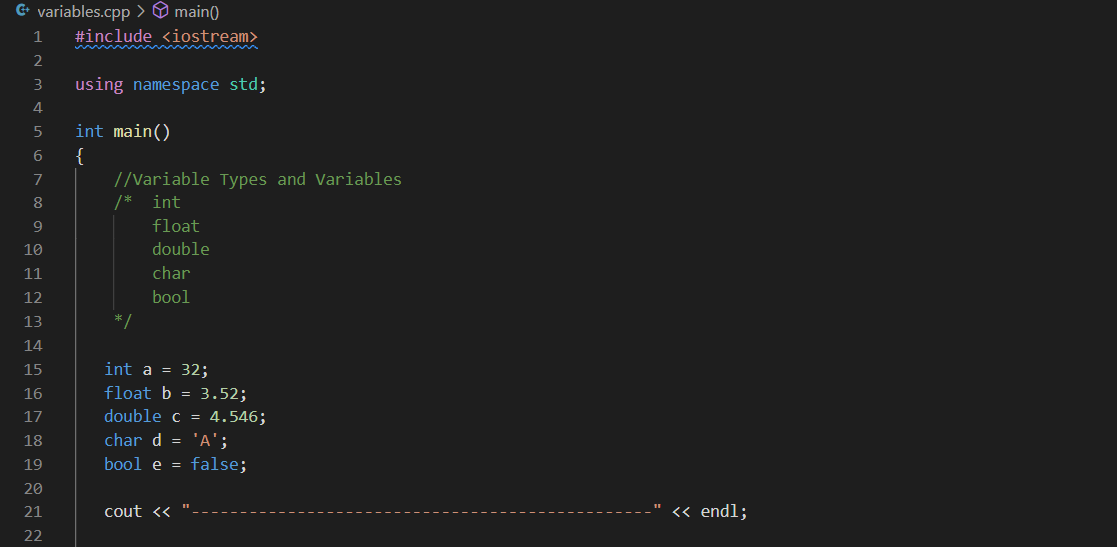 variables.cpp > main()
1 #include <iostream>
2
3 using namespace std;
4
5 int main()
6 {
7 //Variable Types and Variables
8 /* int
9 float
10 double
11 char
12 bool
13 */
14
15 int a = 32;
16 float b = 3.52;
17 double c = 4.546;
18 char d = 'A';
19 bool e = false;
20
21 cout << "------------------------------------------------" << endl;
22